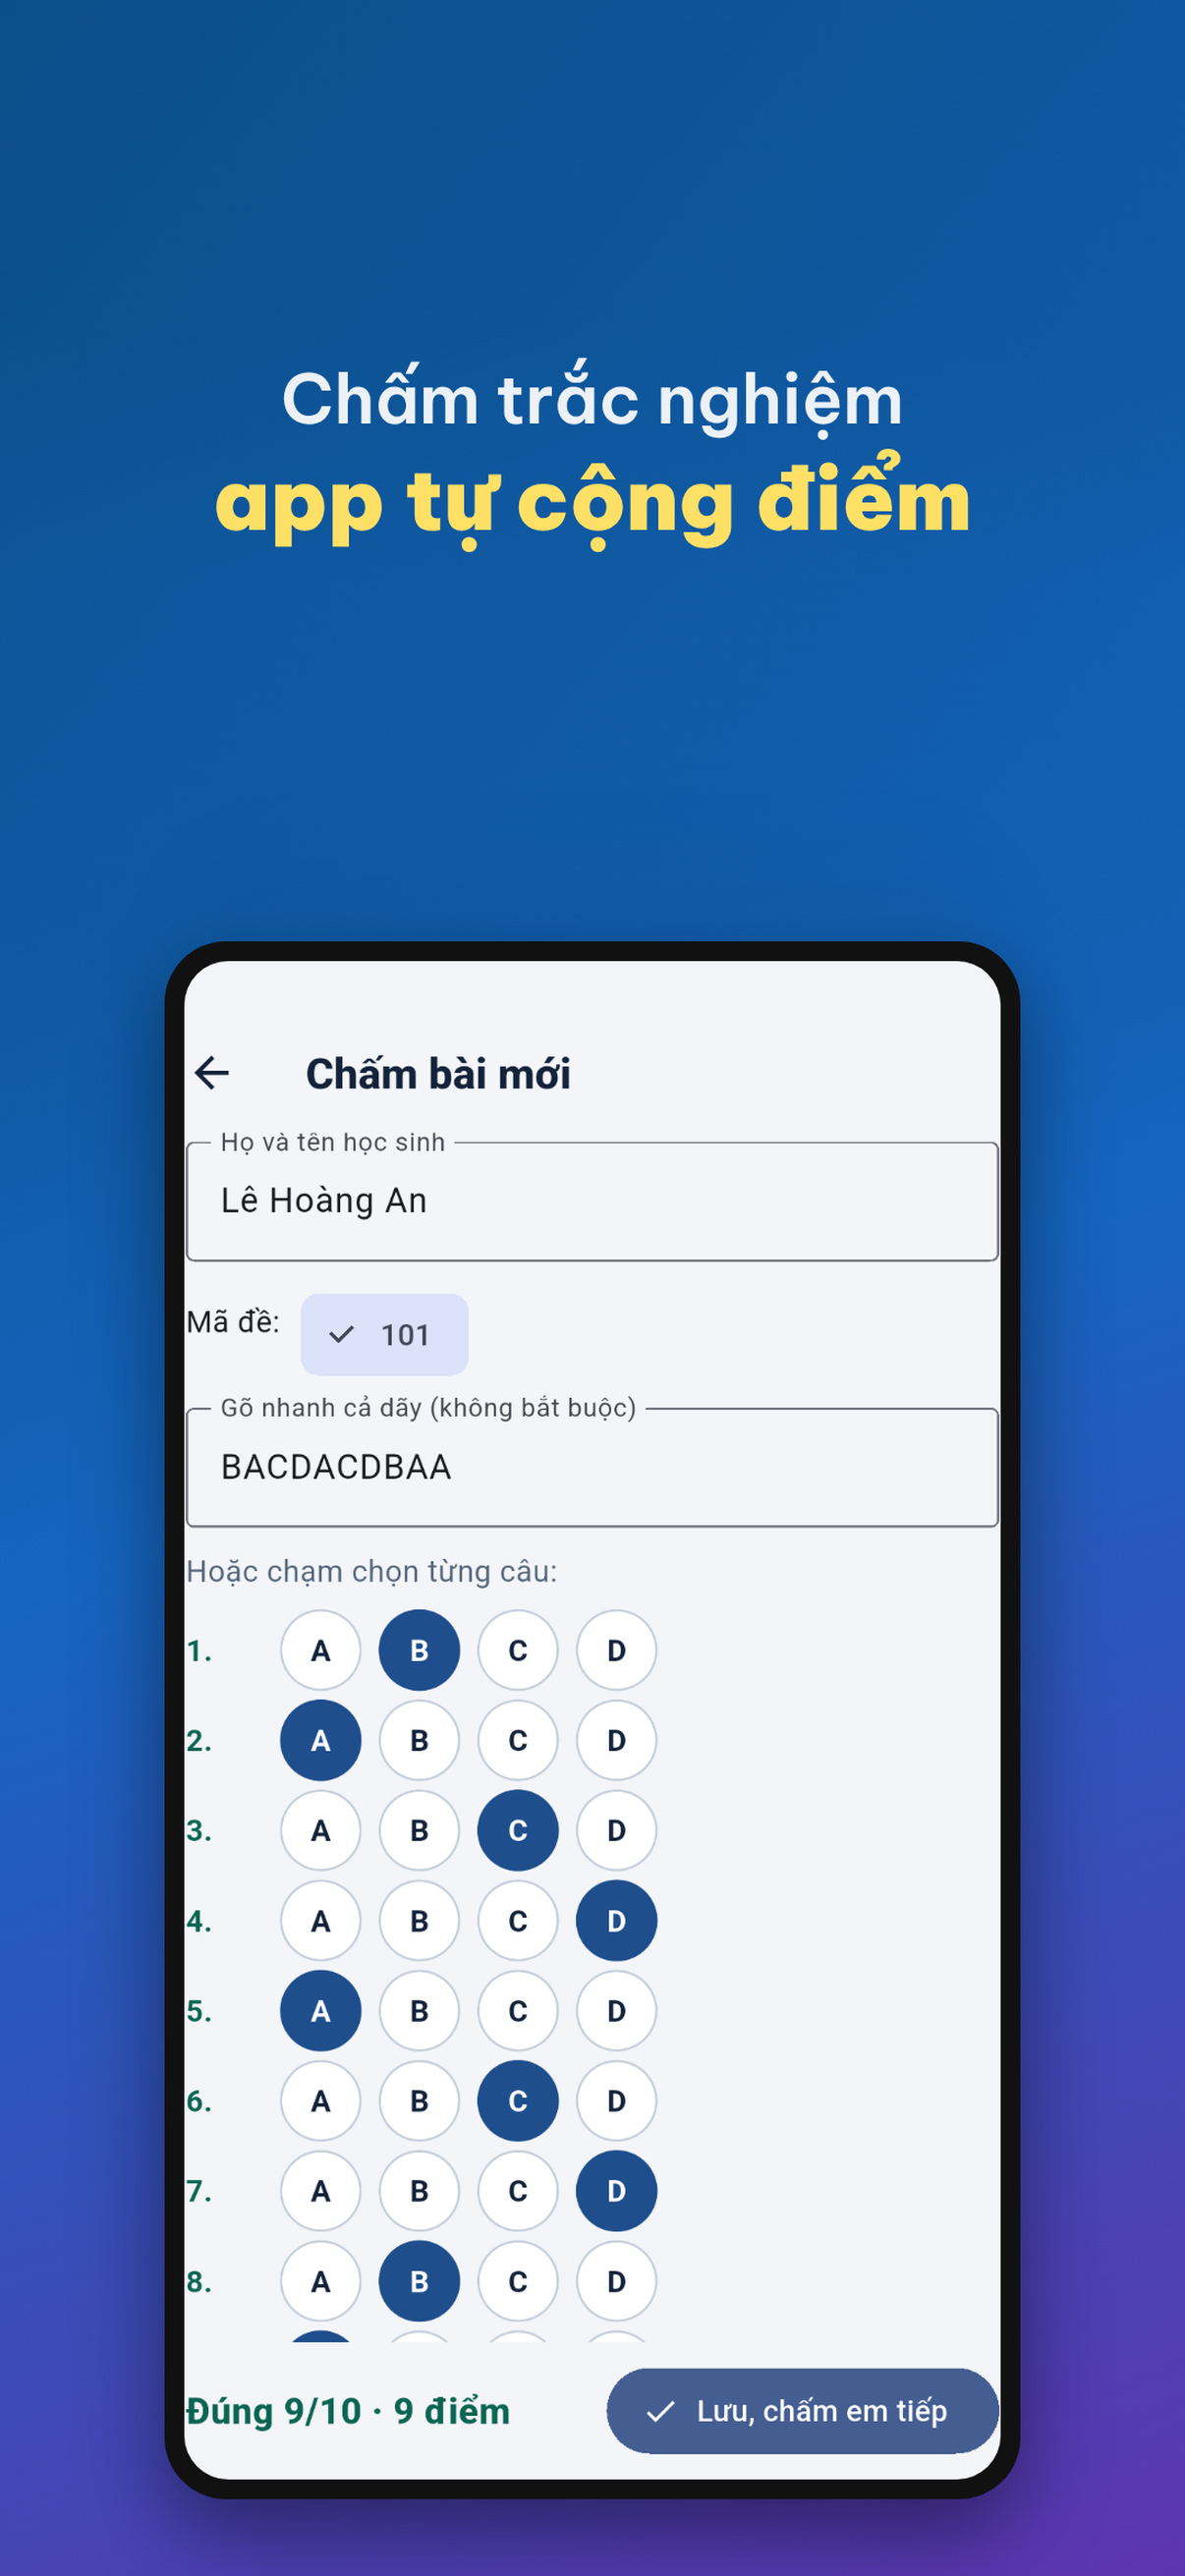 Chấm trắc nghiệm
app tự cộng điểm
Chấm bài mới
Họ và tên học sinh
Lê Hoàng An
Mã đề: 101
Gõ nhanh cả dãy (không bắt buộc)
BACDACDBAA
Hoặc chạm chọn từng câu:
1. A B C D
2. A B C D
3. A B C D
4. A B C D
5. A B C D
6. A B C D
7. A B C D
8. A B C D
Đúng 9/10 · 9 điểm
Lưu, chấm em tiếp